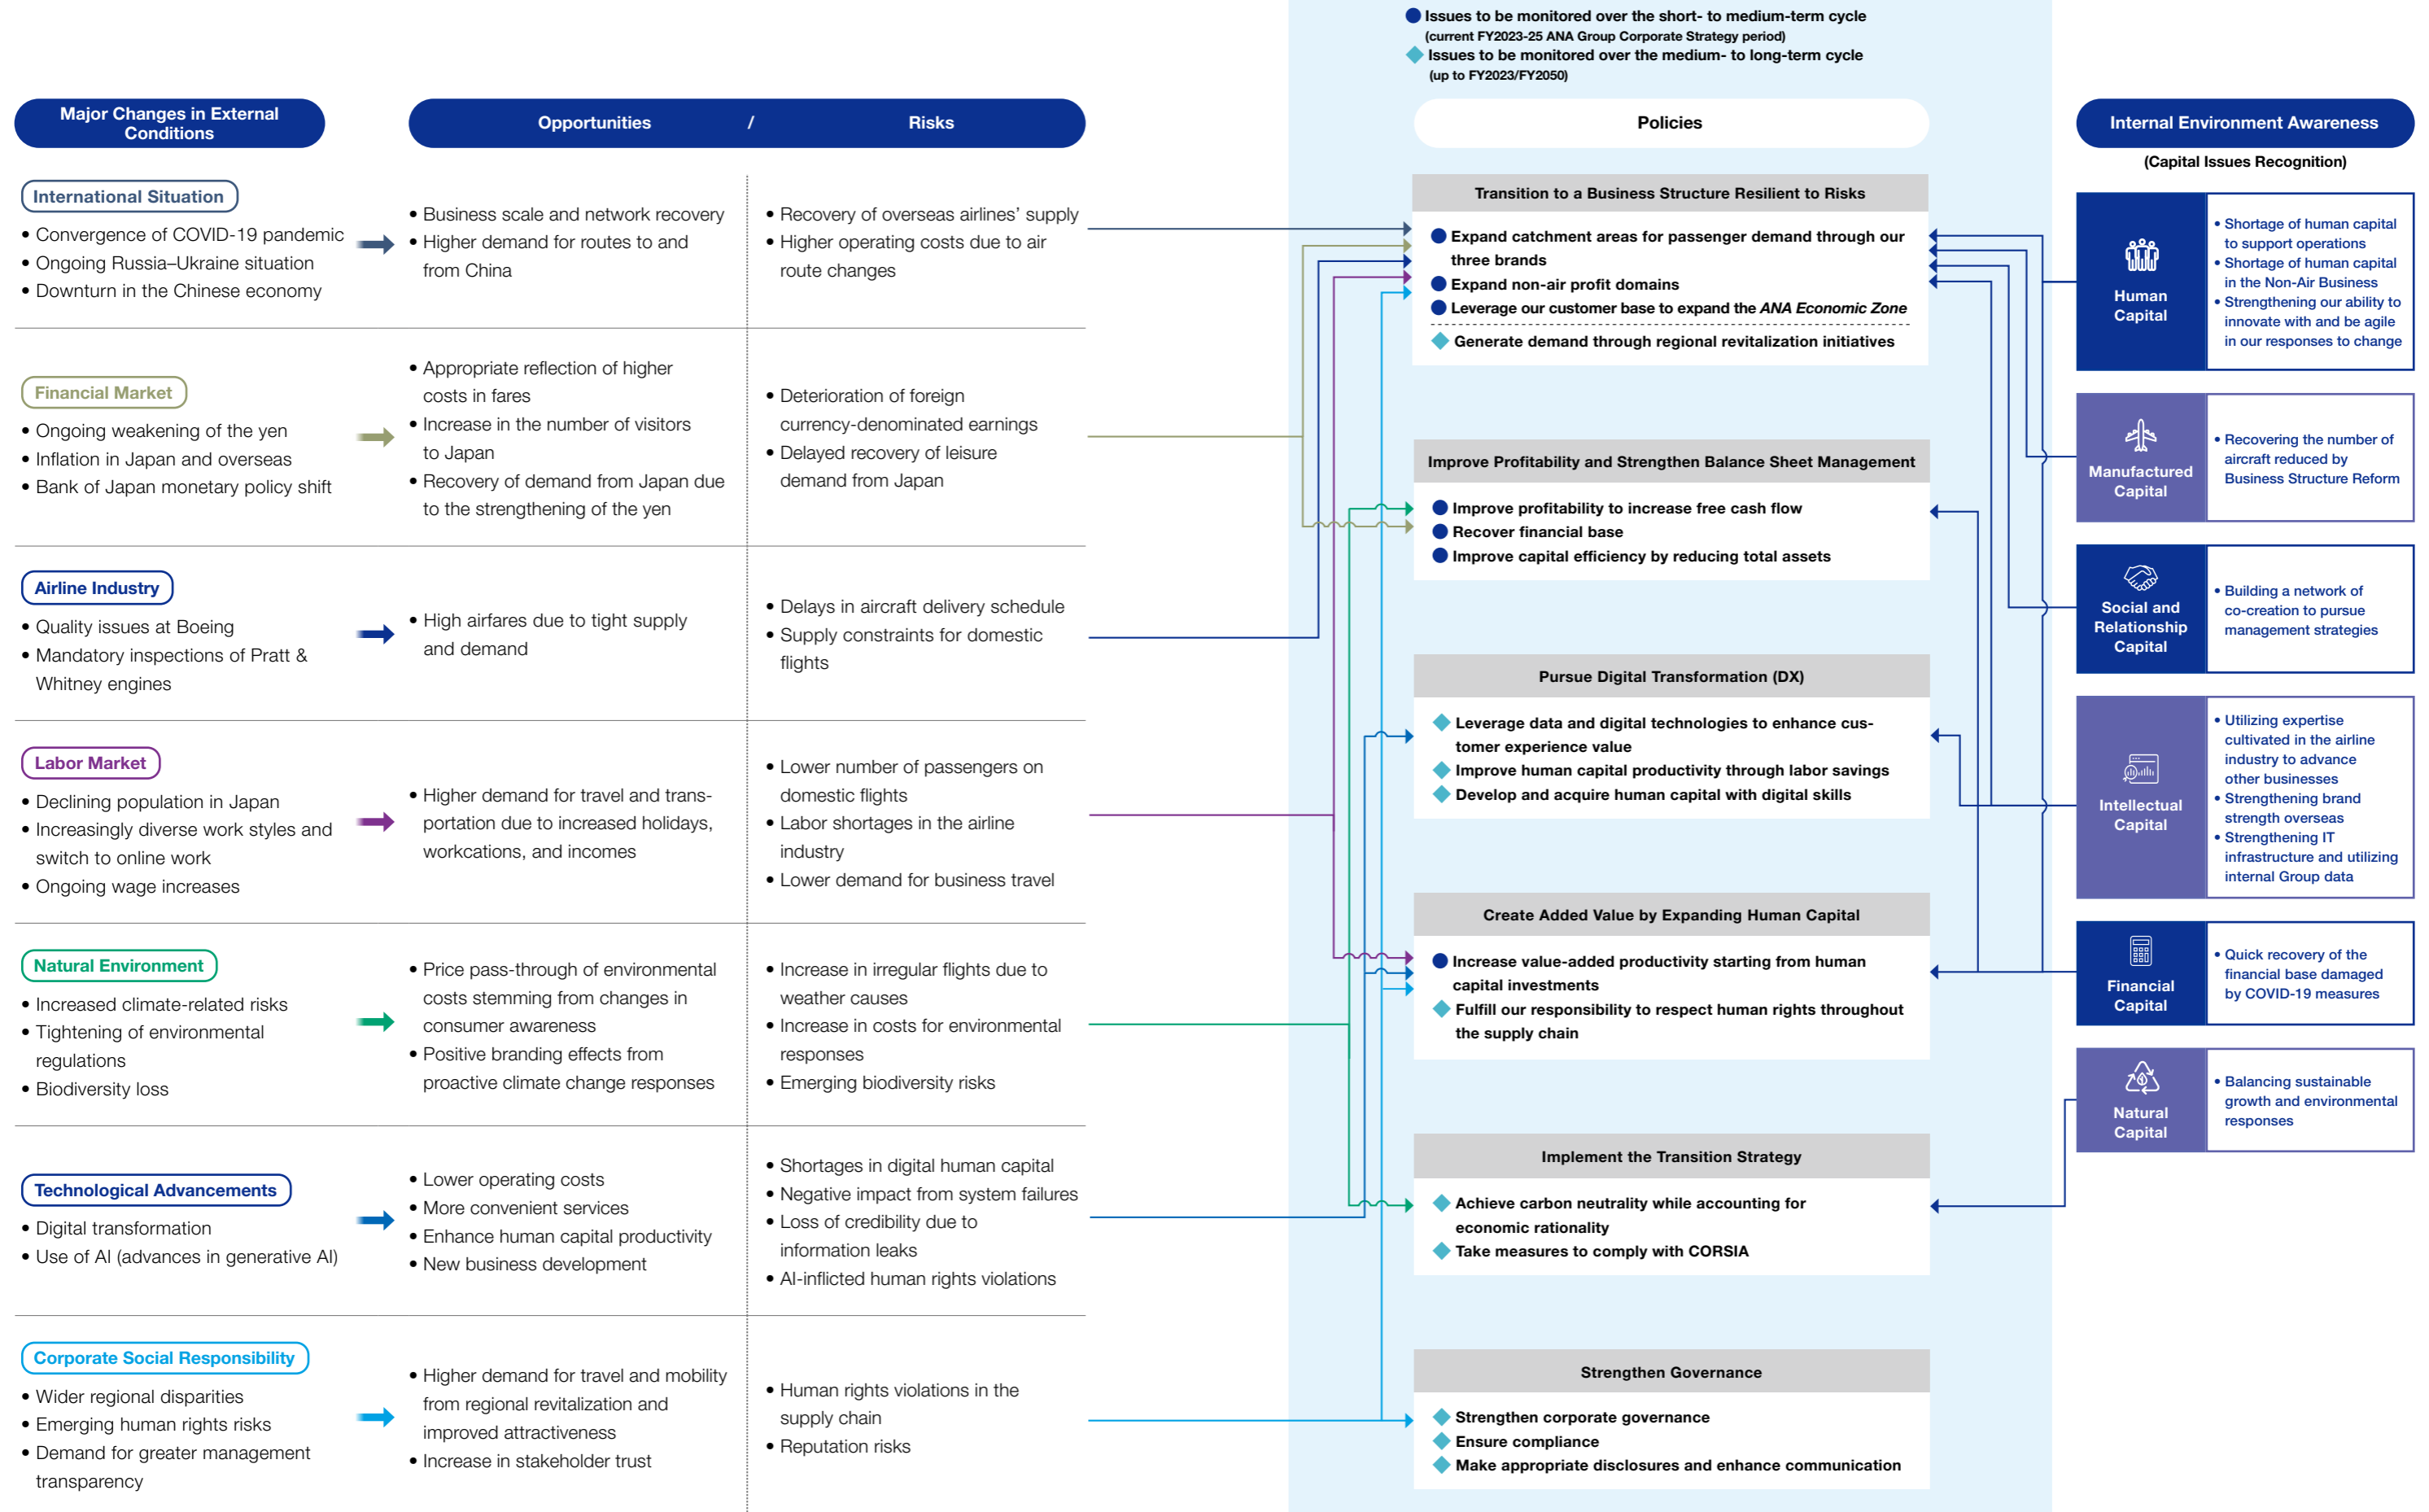 ● Issues to be monitored over the short- to medium-term cycle
(current FY2023-25 ANA Group Corporate Strategy period)
◆ Issues to be monitored over the medium- to long-term cycle
(up to FY2023/FY2050)
Major Changes in External
Conditions
Opportunities / Risks
Policies
Internal Environment Awareness
(Capital Issues Recognition)
International Situation
• Convergence of COVID-19 pandemic
• Ongoing Russia–Ukraine situation
• Downturn in the Chinese economy
• Business scale and network recovery
• Higher demand for routes to and
from China
• Recovery of overseas airlines' supply
• Higher operating costs due to air
route changes
Financial Market
• Ongoing weakening of the yen
• Inflation in Japan and overseas
• Bank of Japan monetary policy shift
• Appropriate reflection of higher
costs in fares
• Increase in the number of visitors
to Japan
• Recovery of demand from Japan due
to the strengthening of the yen
• Deterioration of foreign
currency-denominated earnings
• Delayed recovery of leisure
demand from Japan
Airline Industry
• Quality issues at Boeing
• Mandatory inspections of Pratt &
Whitney engines
• High airfares due to tight supply
and demand
• Delays in aircraft delivery schedule
• Supply constraints for domestic
flights
Labor Market
• Declining population in Japan
• Increasingly diverse work styles and
switch to online work
• Ongoing wage increases
• Higher demand for travel and trans-
portation due to increased holidays,
workcations, and incomes
• Lower number of passengers on
domestic flights
• Labor shortages in the airline
industry
• Lower demand for business travel
Natural Environment
• Increased climate-related risks
• Tightening of environmental
regulations
• Biodiversity loss
• Price pass-through of environmental
costs stemming from changes in
consumer awareness
• Positive branding effects from
proactive climate change responses
• Increase in irregular flights due to
weather causes
• Increase in costs for environmental
responses
• Emerging biodiversity risks
Technological Advancements
• Digital transformation
• Use of AI (advances in generative AI)
• Lower operating costs
• More convenient services
• Enhance human capital productivity
• New business development
• Shortages in digital human capital
• Negative impact from system failures
• Loss of credibility due to
information leaks
• AI-inflicted human rights violations
Corporate Social Responsibility
• Wider regional disparities
• Emerging human rights risks
• Demand for greater management
transparency
• Higher demand for travel and mobility
from regional revitalization and
improved attractiveness
• Increase in stakeholder trust
• Human rights violations in the
supply chain
• Reputation risks
Transition to a Business Structure Resilient to Risks
● Expand catchment areas for passenger demand through our
three brands
● Expand non-air profit domains
● Leverage our customer base to expand the ANA Economic Zone
◆ Generate demand through regional revitalization initiatives
Improve Profitability and Strengthen Balance Sheet Management
● Improve profitability to increase free cash flow
● Recover financial base
● Improve capital efficiency by reducing total assets
Pursue Digital Transformation (DX)
◆ Leverage data and digital technologies to enhance cus-
tomer experience value
◆ Improve human capital productivity through labor savings
◆ Develop and acquire human capital with digital skills
Create Added Value by Expanding Human Capital
● Increase value-added productivity starting from human
capital investments
◆ Fulfill our responsibility to respect human rights throughout
the supply chain
Implement the Transition Strategy
◆ Achieve carbon neutrality while accounting for
economic rationality
◆ Take measures to comply with CORSIA
Strengthen Governance
◆ Strengthen corporate governance
◆ Ensure compliance
◆ Make appropriate disclosures and enhance communication
Human
Capital
• Shortage of human capital
to support operations
• Shortage of human capital
in the Non-Air Business
• Strengthening our ability to
innovate with and be agile
in our responses to change
Manufactured
Capital
• Recovering the number of
aircraft reduced by
Business Structure Reform
Social and
Relationship
Capital
• Building a network of
co-creation to pursue
management strategies
Intellectual
Capital
• Utilizing expertise
cultivated in the airline
industry to advance
other businesses
• Strengthening brand
strength overseas
• Strengthening IT
infrastructure and utilizing
internal Group data
Financial
Capital
• Quick recovery of the
financial base damaged
by COVID-19 measures
Natural
Capital
• Balancing sustainable
growth and environmental
responses